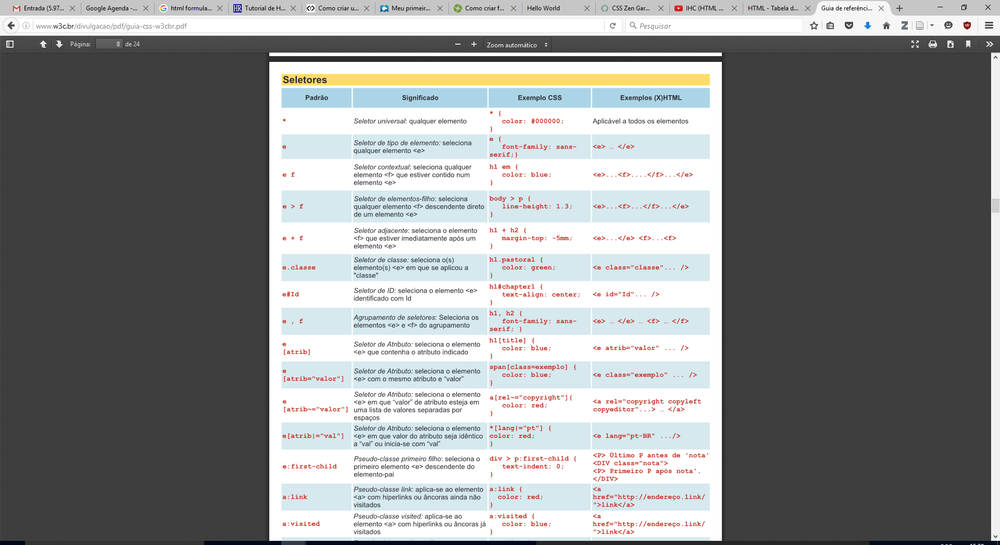 Entrada (5.97...
Google Agenda -...
html formula...
Tutorial de H...
Como criar u...
Meu primeir...
Como criar f...
Hello World
CSS Zen Gar...
IHC (HTML ...
HTML - Tabela d...
Guia de referênci...
www.w3c.br/divulgacao/pdf/guia-css-w3cbr.pdf
Pesquisar
Página: 8 de 24
Zoom automático
Seletores
Padrão Significado Exemplo CSS Exemplos (X)HTML
* {
* Seletor universal: qualquer elemento color: #000000; Aplicável a todos os elementos
}
e {
Seletor de tipo de elemento: seleciona
e font-family: sans- <e> … </e>
qualquer elemento <e>
serif;}
Seletor contextual: seleciona qualquer h1 em {
e f elemento <f> que estiver contido num color: blue; <e>...<f>....</f>...</e>
elemento <e> }
Seletor de elementos-filho: seleciona body > p {
e > f qualquer elemento <f> descendente direto line-height: 1.3; <e>...<f>...</f>...</e>
de um elemento <e> }
Seletor adjacente: seleciona o elemento h1 + h2 {
e + f <f> que estiver imediatamente após um margin-top: -5mm; <e>...</e> <f>...<f>
elemento <e> }
Seletor de classe: seleciona o(s) h1.pastoral {
e.classe elemento(s) <e> em que se aplicou a color: green; <e class="classe"... />
"classe" }
h1#chapter1 {
Seletor de ID: seleciona o elemento <e>
e#Id text-align: center; <e id="Id"... />
identificado com Id
}
h1, h2 {
Agrupamento de seletores: Seleciona os
e , f font-family: sans- <e> … </e> … <f> … </f>
elementos <e> e <f> do agrupamento
serif; }
h1[title] {
e Seletor de Atributo: seleciona o elemento
color: blue; <e atrib="valor" ... />
[atrib] <e> que contenha o atributo indicado
}
span[class=exemplo] {
e Seletor de Atributo: seleciona o elemento
color: blue; <e class="exemplo" ... />
[atrib="valor"] <e> com o mesmo atributo e “valor”
}
Seletor de Atributo: seleciona o elemento
a[rel~="copyright"]{
e <e> em que “valor” de atributo esteja em <a rel="copyright copyleft
color: red;
[atrib~="valor"] uma lista de valores separadas por copyeditor"...> … </a>
}
espaços
Seletor de Atributo: seleciona o elemento *[lang|="pt"] {
e[atrib|="val"] <e> em que valor do atributo seja idêntico color: red; <e lang="pt-BR" .../>
a “val” ou inicia-se com “val” }
<P> Último P antes de 'nota'
Pseudo-classe primeiro filho: seleciona o div > p:first-child {
<DIV class="nota">
e:first-child primeiro elemento <e> descendente do text-indent: 0;
<P> Primeiro P após nota'.
elemento-pai }
</DIV>
Pseudo-classe link: aplica-se ao elemento a:link { <a
a:link <a> com hiperlinks ou âncoras ainda não color: red; href="http://endereço.link/
visitados } ">link</a>
Pseudo-classe visited: aplica-se ao a:visited { <a
a:visited elemento <a> com hiperlinks ou âncoras já color: blue; href="http://endereço.link/
visitados } ">link</a>